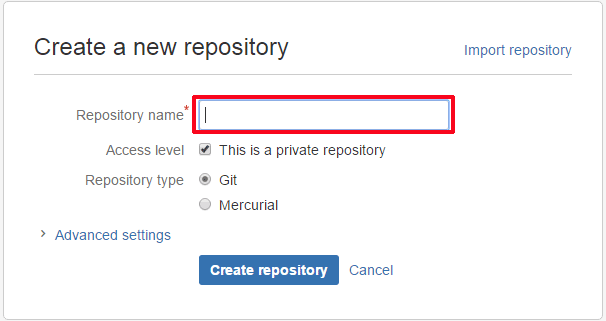 Create a new repository
Import repository
Repository name*
Access level This is a private repository
Repository type Git
Mercurial
Advanced settings
Create repository Cancel